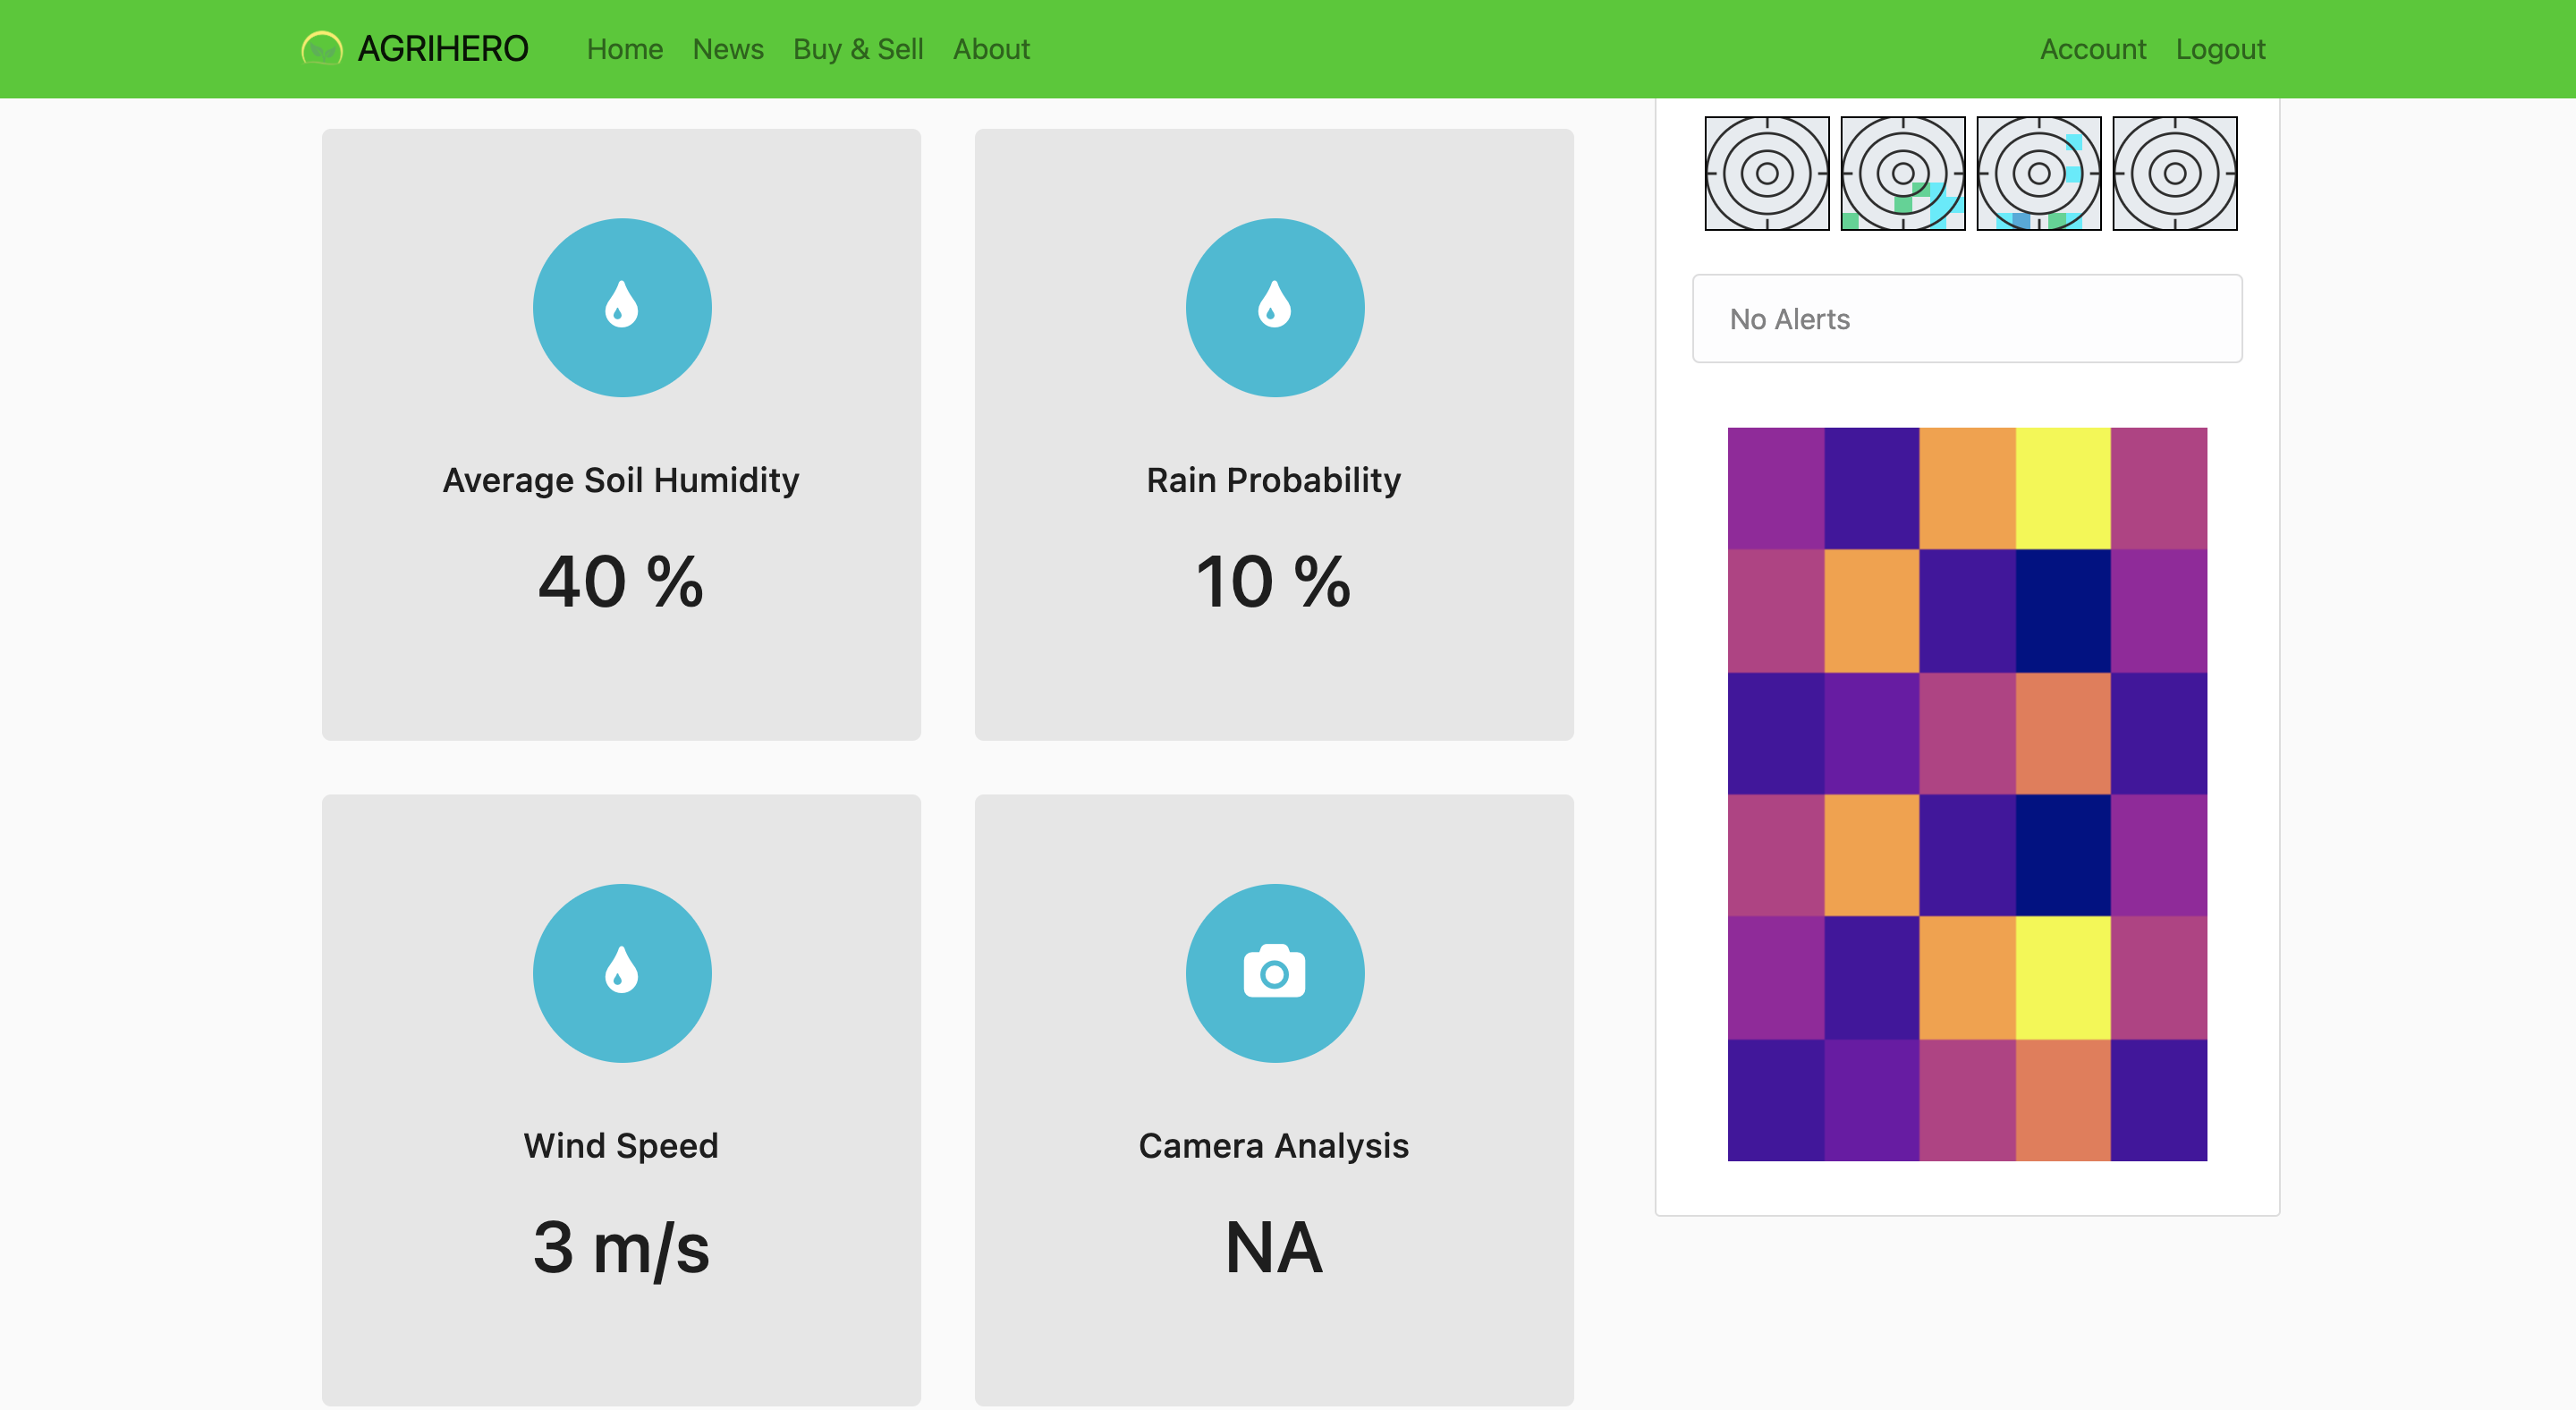 AGRIHERO Home News Buy & Sell About Account Logout
Average Soil Humidity
40 %
Rain Probability
10 %
Wind Speed
3 m/s
Camera Analysis
NA
No Alerts